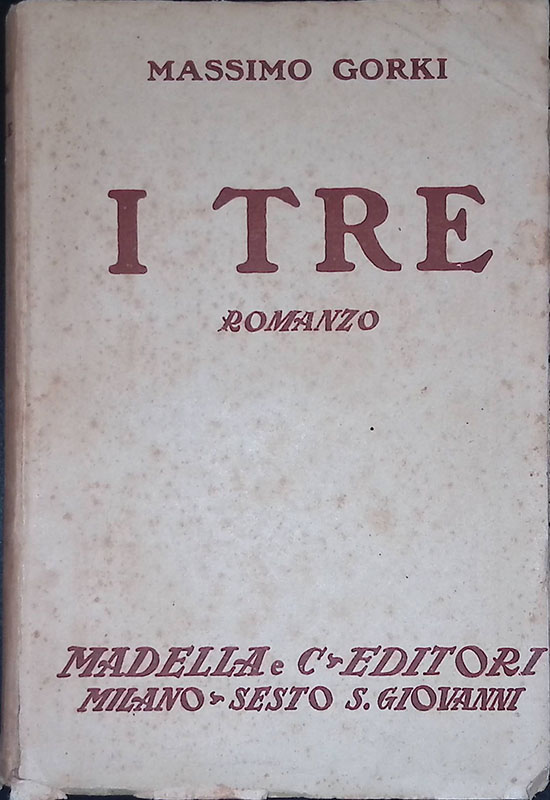 MASSIMO GORKI
I TRE
ROMANZO
MADELLA e C - EDITORI
MILANO - SESTO S. GIOVANNI